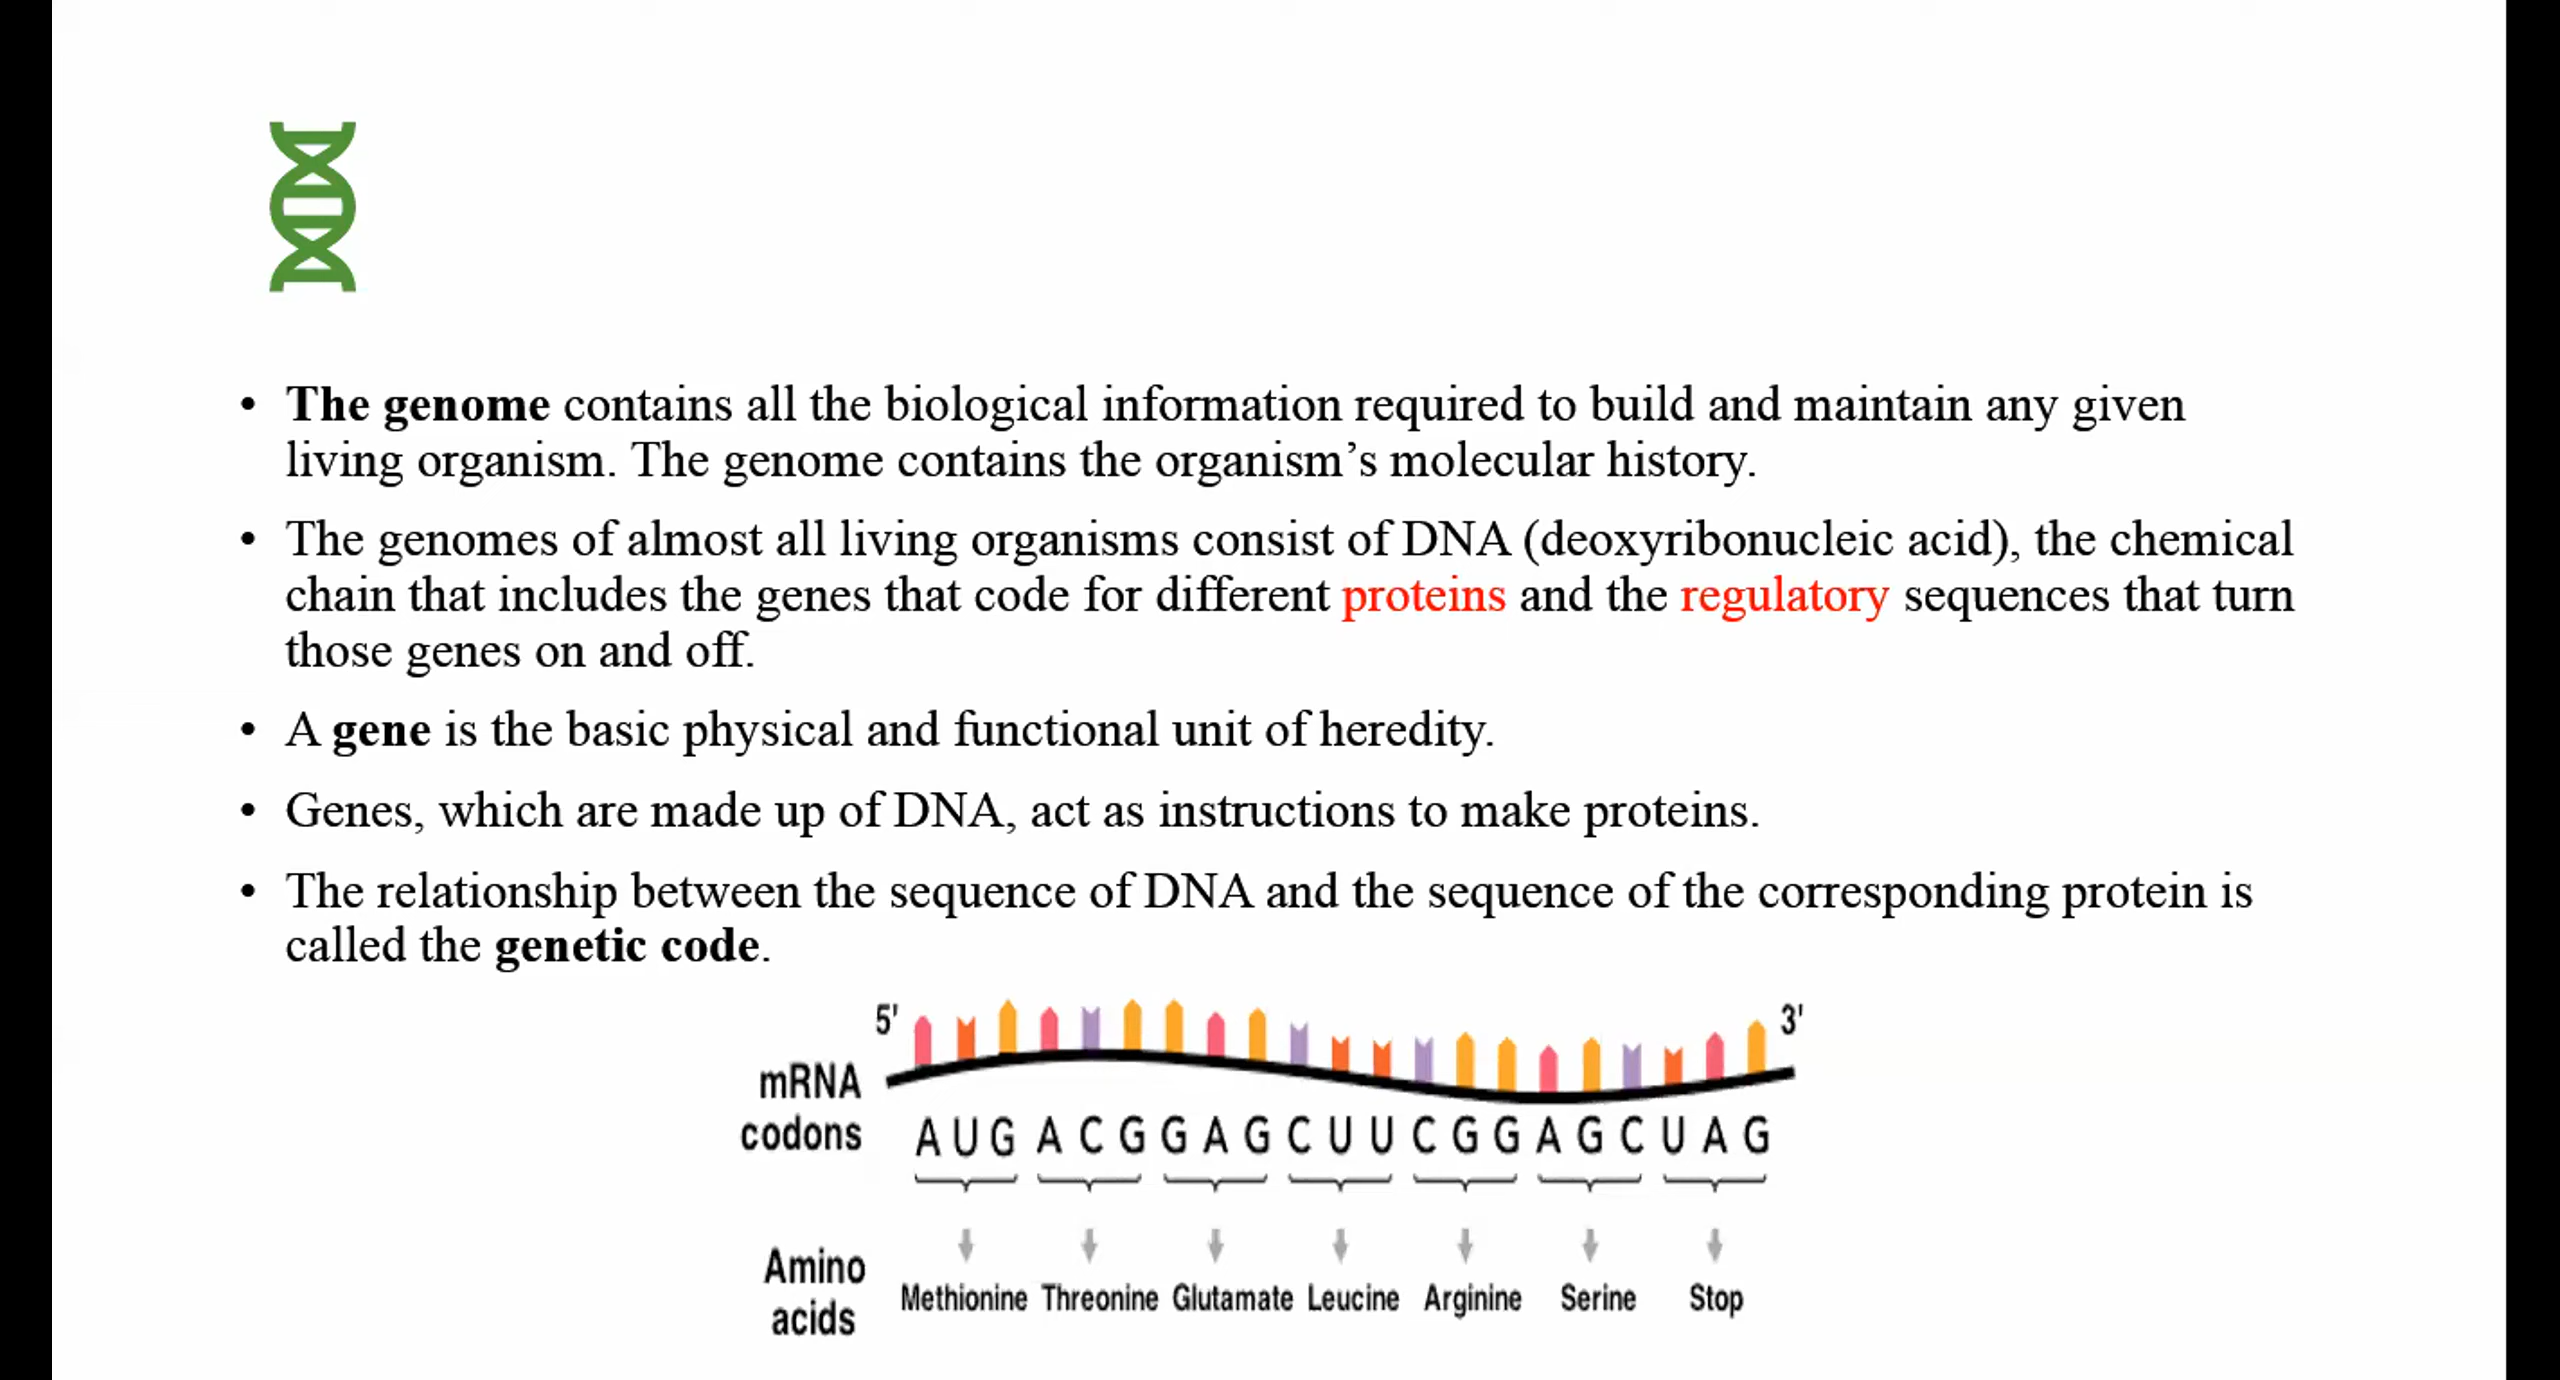 • The genome contains all the biological information required to build and maintain any given
living organism. The genome contains the organism’s molecular history.
• The genomes of almost all living organisms consist of DNA (deoxyribonucleic acid), the chemical
chain that includes the genes that code for different proteins and the regulatory sequences that turn
those genes on and off.
• A gene is the basic physical and functional unit of heredity.
• Genes, which are made up of DNA, act as instructions to make proteins.
• The relationship between the sequence of DNA and the sequence of the corresponding protein is
called the genetic code.
5' 3'
mRNA
codons A U G A C G G A G C U U C G G A G C U A G
Amino
acids Methionine Threonine Glutamate Leucine Arginine Serine Stop